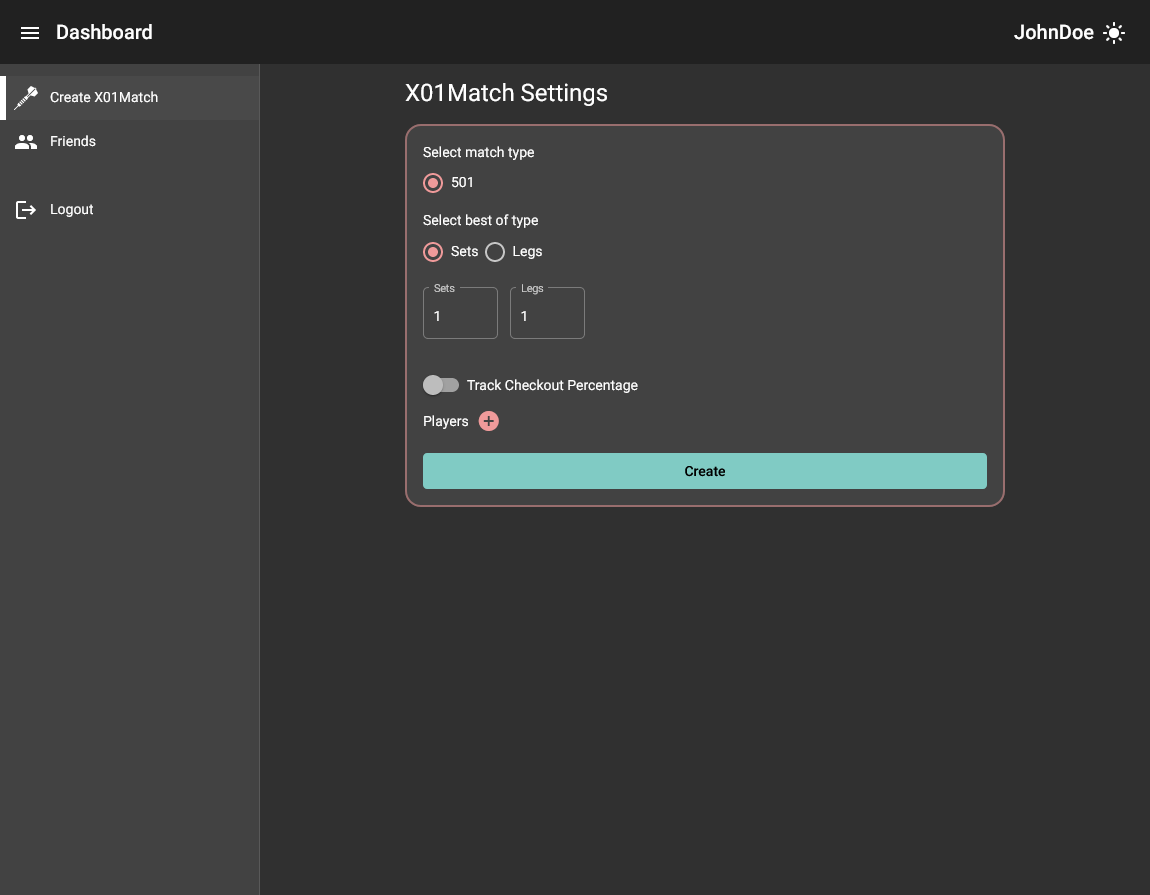 Dashboard
JohnDoe
Create X01Match
Friends
Logout
X01Match Settings
Select match type
501
Select best of type
Sets Legs
Sets Legs
1 1
Track Checkout Percentage
Players
Create